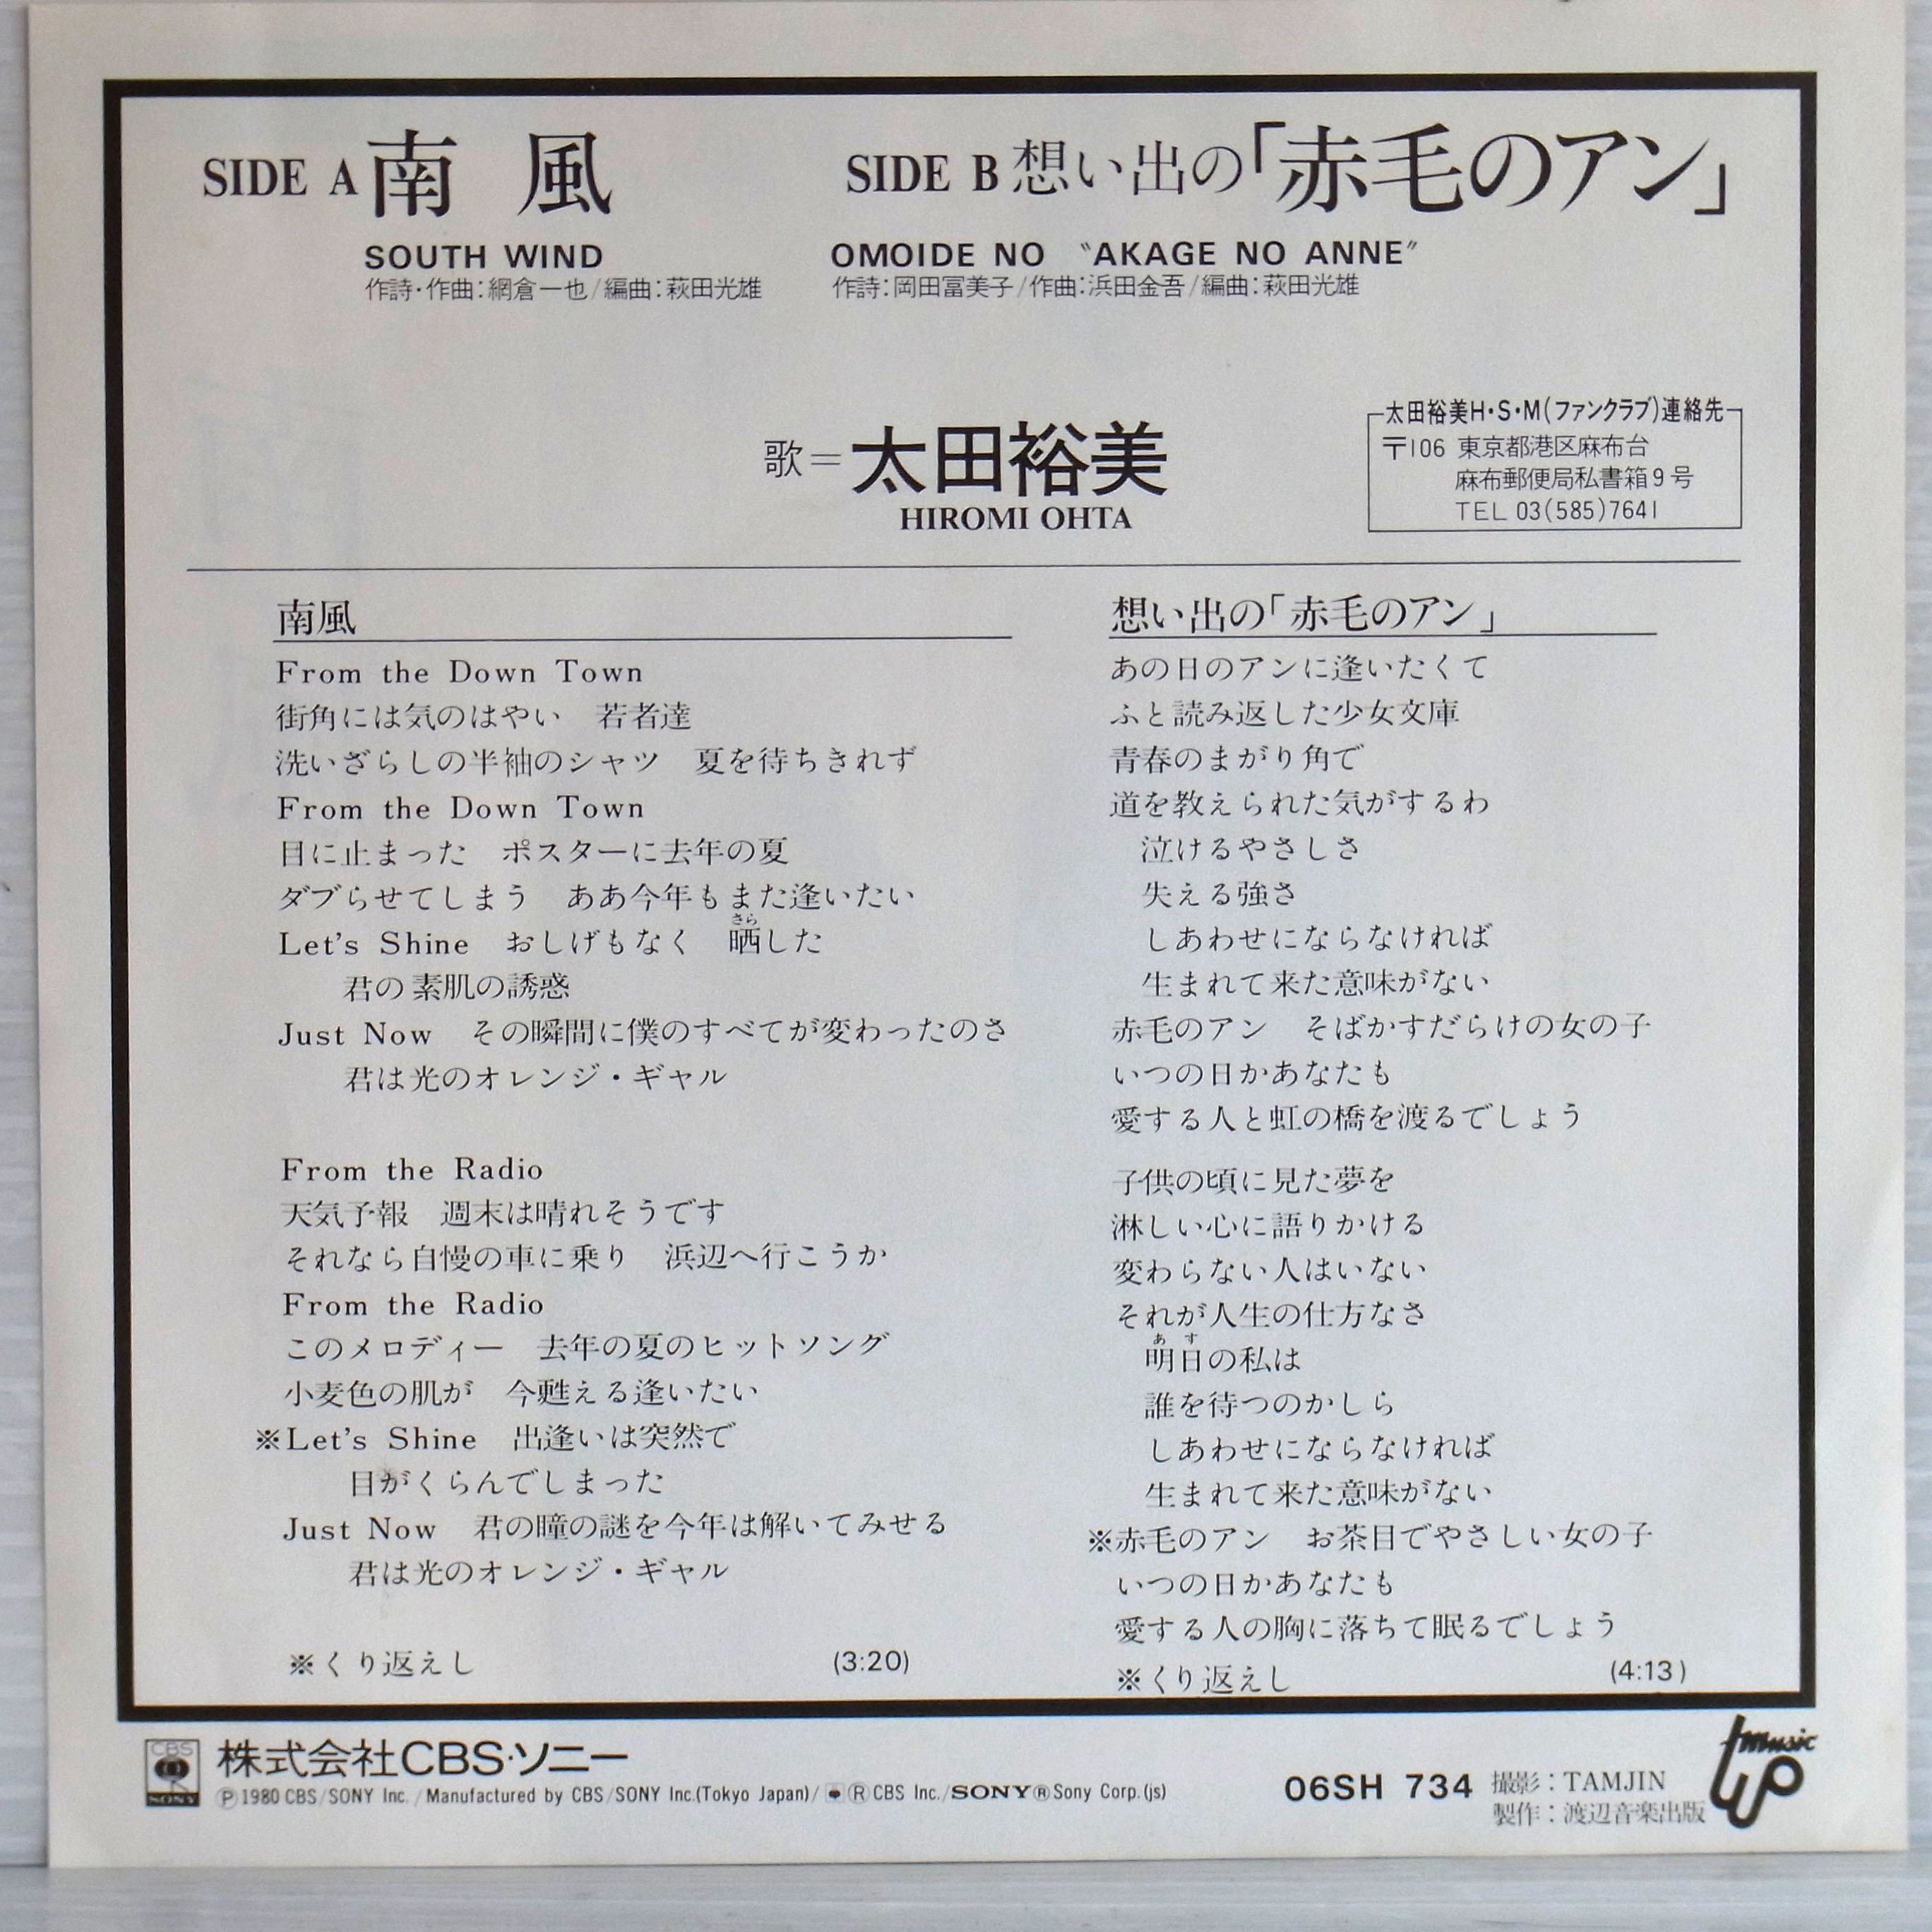 SIDE A 南風
SOUTH WIND
作詩・作曲：網倉一也/編曲：萩田光雄
SIDE B 想い出の「赤毛のアン」
OMOIDE NO "AKAGE NO ANNE"
作詩：岡田冨美子/作曲：浜田金吾/編曲：萩田光雄
歌＝太田裕美
HIROMI OHTA
太田裕美H・S・M(ファンクラブ)連絡先
〒106 東京都港区麻布台
麻布郵便局私書箱9号
TEL 03(585)7641
南風
From the Down Town
街角には気のはやい　若者達
洗いざらしの半袖のシャツ　夏を待ちきれず
From the Down Town
目に止まった　ポスターに去年の夏
ダブらせてしまう　ああ今年もまた逢いたい
Let's Shine　おしげもなく　晒(さら)した
君の素肌の誘惑
Just Now　その瞬間に僕のすべてが変わったのさ
君は光のオレンジ・ギャル
From the Radio
天気予報　週末は晴れそうです
それなら自慢の車に乗り　浜辺へ行こうか
From the Radio
このメロディー　去年の夏のヒットソング
小麦色の肌が　今甦える逢いたい
※Let's Shine　出逢いは突然で
目がくらんでしまった
Just Now　君の瞳の謎を今年は解いてみせる
君は光のオレンジ・ギャル
※くり返えし (3:20)
想い出の「赤毛のアン」
あの日のアンに逢いたくて
ふと読み返した少女文庫
青春のまがり角で
道を教えられた気がするわ
泣けるやさしさ
失える強さ
しあわせにならなければ
生まれて来た意味がない
赤毛のアン　そばかすだらけの女の子
いつの日かあなたも
愛する人と虹の橋を渡るでしょう
子供の頃に見た夢を
淋しい心に語りかける
変わらない人はいない
それが人生の仕方なさ
明日(あす)の私は
誰を待つのかしら
しあわせにならなければ
生まれて来た意味がない
※赤毛のアン　お茶目でやさしい女の子
いつの日かあなたも
愛する人の胸に落ちて眠るでしょう
※くり返えし (4:13)
CBS SONY
株式会社CBS・ソニー
Ⓟ1980 CBS/SONY Inc./Manufactured by CBS/SONY Inc.(Tokyo Japan)/ ® CBS Inc./SONY® Sony Corp.(js)
06SH 734
撮影：TAMJIN
製作：渡辺音楽出版
music up